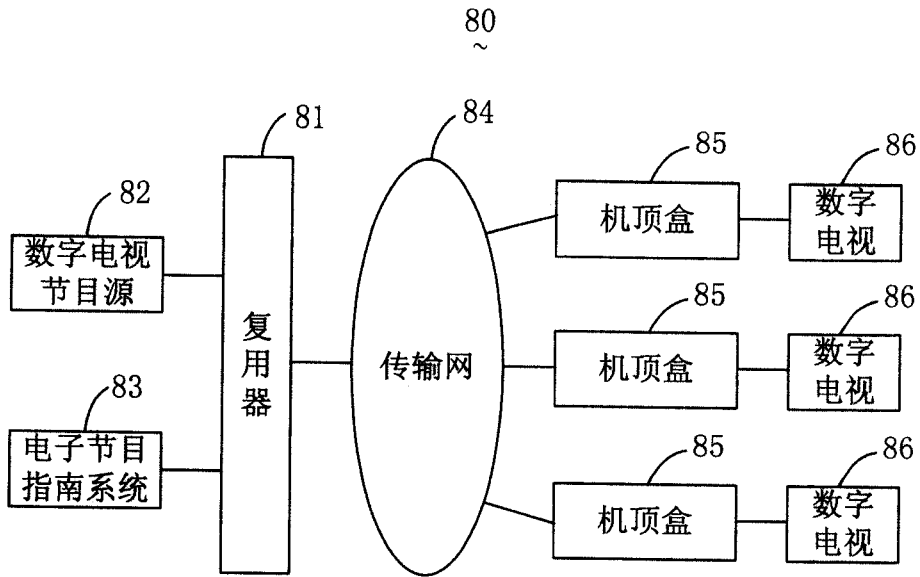 80
~
81
84
85
86
82
机顶盒
数字
电视
数字电视
节目源
85
86
复
用
器
传输网
机顶盒
数字
电视
83
电子节目
指南系统
85
86
机顶盒
数字
电视